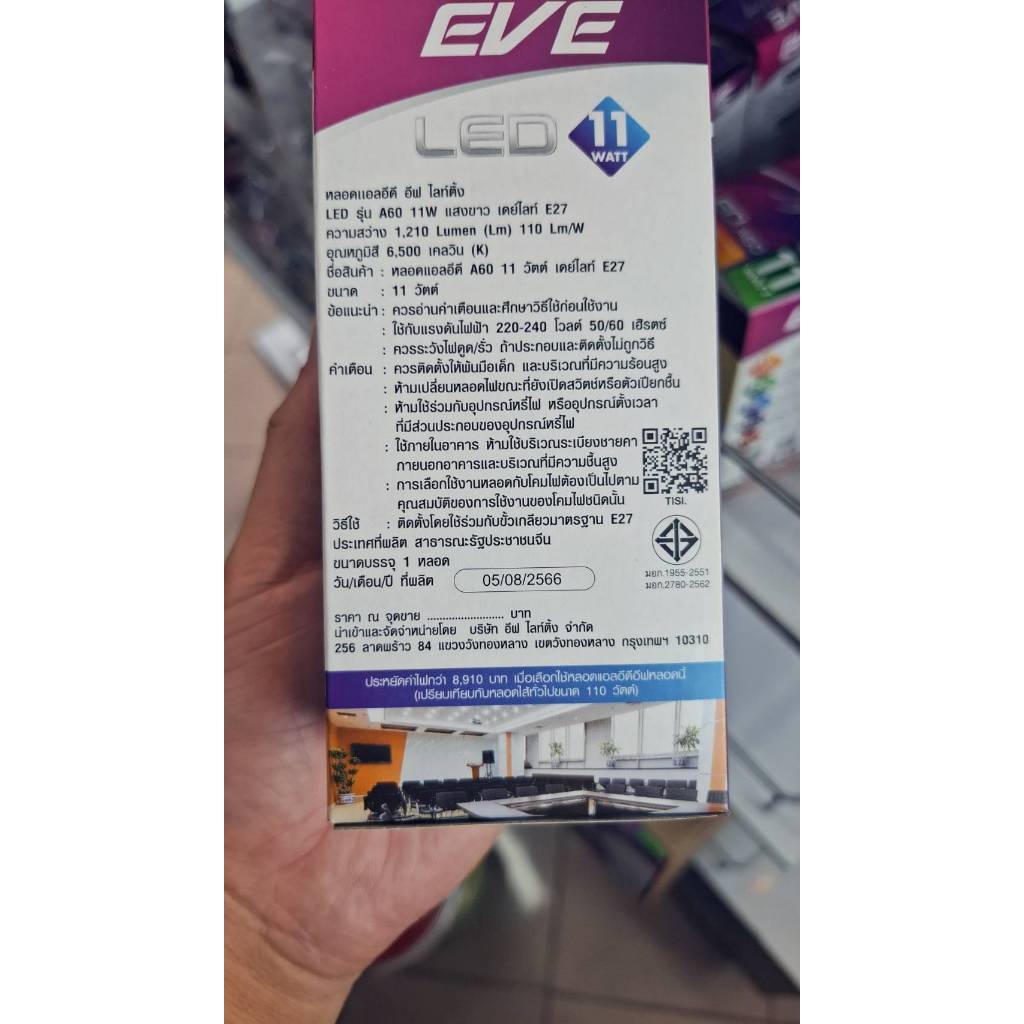 EVE
LED 11 WATT
หลอดแอลอีดี อีฟ ไลท์ติ้ง
LED รุ่น A60 11W แสงขาว เดย์ไลท์ E27
ความสว่าง 1,210 Lumen (Lm) 110 Lm/W
อุณหภูมิสี 6,500 เคลวิน (K)
ชื่อสินค้า : หลอดแอลอีดี A60 11 วัตต์ เดย์ไลท์ E27
ขนาด : 11 วัตต์
ข้อแนะนำ : ควรอ่านคำเตือนและศึกษาวิธีใช้ก่อนใช้งาน
: ใช้กับแรงดันไฟฟ้า 220-240 โวลต์ 50/60 เฮิรตซ์
: ควรระวังไฟดูด/รั่ว ถ้าประกอบและติดตั้งไม่ถูกวิธี
คำเตือน : ควรติดตั้งให้พ้นมือเด็ก และบริเวณที่มีความร้อนสูง
: ห้ามเปลี่ยนหลอดไฟขณะที่ยังเปิดสวิตช์หรือตัวเปียกชื้น
: ห้ามใช้ร่วมกับอุปกรณ์หรี่ไฟ หรืออุปกรณ์ตั้งเวลา
ที่มีส่วนประกอบของอุปกรณ์หรี่ไฟ
: ใช้ภายในอาคาร ห้ามใช้บริเวณระเบียงชายคา
ภายนอกอาคารและบริเวณที่มีความชื้นสูง
: การเลือกใช้งานหลอดกับโคมไฟต้องเป็นไปตาม
คุณสมบัติของการใช้งานของโคมไฟชนิดนั้น
TISI.
วิธีใช้ : ติดตั้งโดยใช้ร่วมกับขั้วเกลียวมาตรฐาน E27
ประเทศที่ผลิต สาธารณะรัฐประชาชนจีน
ขนาดบรรจุ 1 หลอด
วัน/เดือน/ปี ที่ผลิต 05/08/2566
มอก.1955-2551
มอก.2780-2562
ราคา ณ จุดขาย ........................ บาท
นำเข้าและจัดจำหน่ายโดย บริษัท อีฟ ไลท์ติ้ง จำกัด
256 ลาดพร้าว 84 แขวงวังทองหลาง เขตวังทองหลาง กรุงเทพฯ 10310
ประหยัดค่าไฟกว่า 8,910 บาท เมื่อเลือกใช้หลอดแอลอีดีอีฟหลอดนี้
(เปรียบเทียบกับหลอดไส้ทั่วไปขนาด 110 วัตต์)
11
WATT